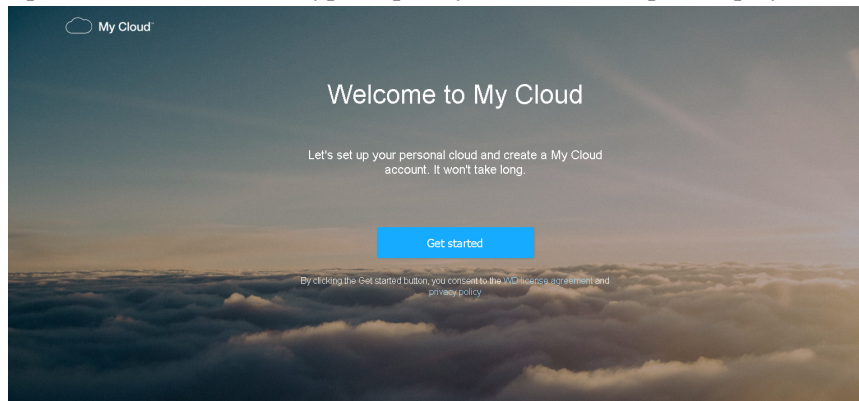 My Cloud™
Welcome to My Cloud
Let's set up your personal cloud and create a My Cloud
account. It won't take long.
Get started
By clicking the Get started button, you consent to the WD license agreement and
privacy policy